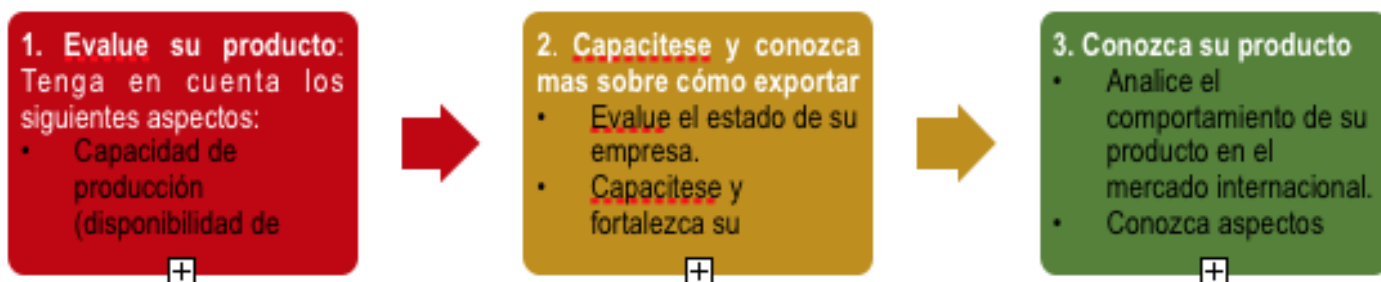 1. Evalue su producto:
Tenga en cuenta los
siguientes aspectos:
• Capacidad de
producción
(disponibilidad de
2. Capacitese y conozca
mas sobre cómo exportar
• Evalue el estado de su
empresa.
• Capacitese y
fortalezca su
3. Conozca su producto
• Analice el
comportamiento de su
producto en el
mercado internacional.
• Conozca aspectos